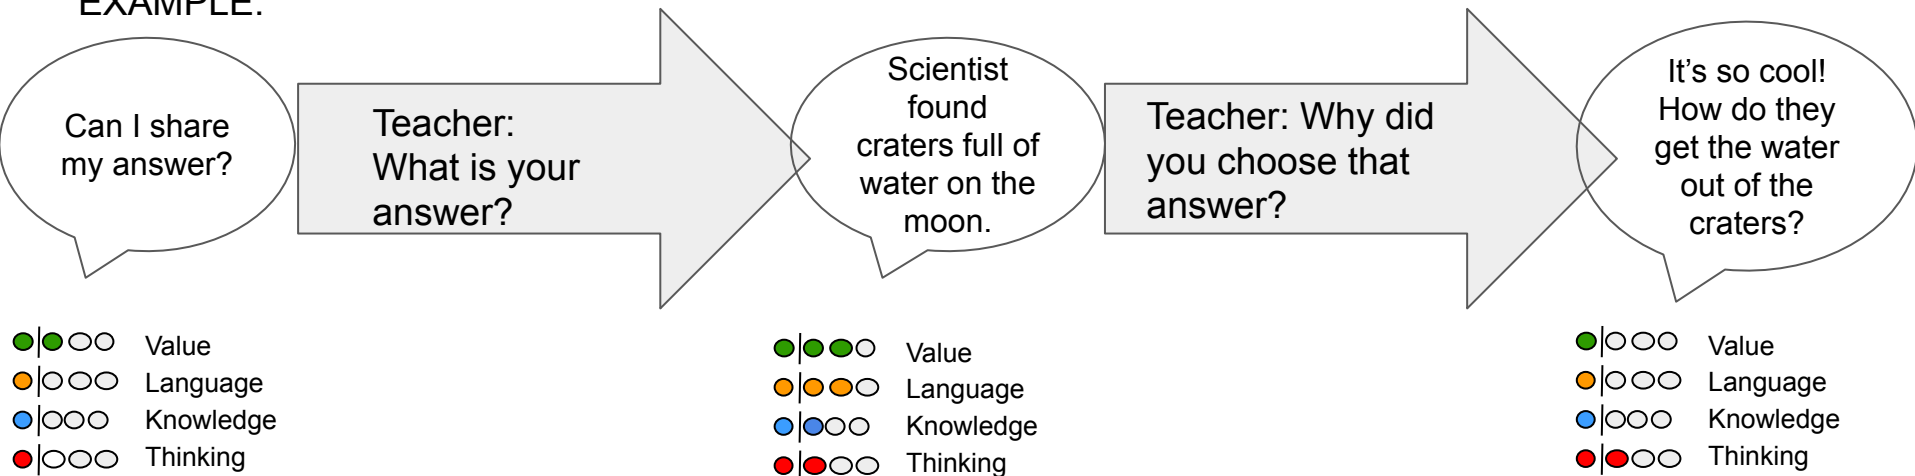 EXAMPLE:
Can I share
my answer?
Teacher:
What is your
answer?
Scientist
found
craters full of
water on the
moon.
Teacher: Why did
you choose that
answer?
It's so cool!
How do they
get the water
out of the
craters?
Value
Language
Knowledge
Thinking
Value
Language
Knowledge
Thinking
Value
Language
Knowledge
Thinking